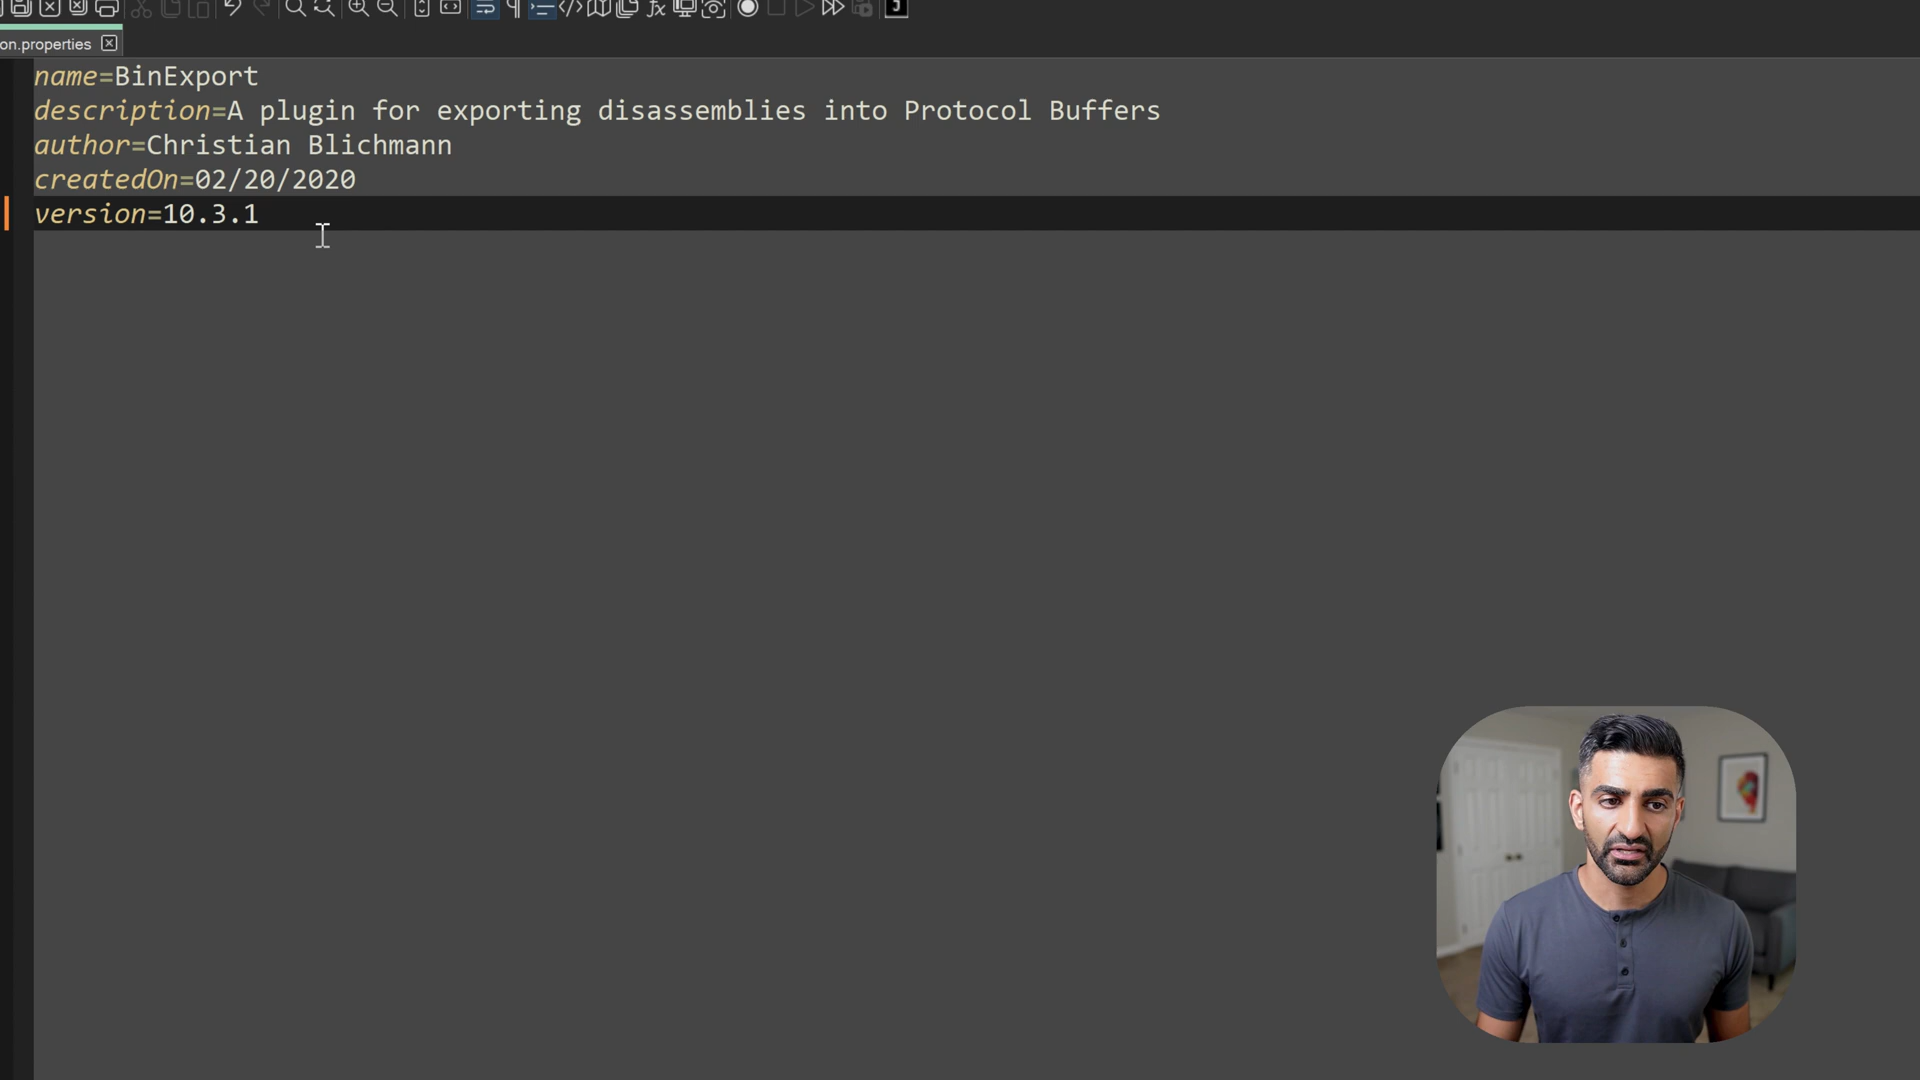 on.properties
name=BinExport
description=A plugin for exporting disassemblies into Protocol Buffers
author=Christian Blichmann
createdOn=02/20/2020
version=10.3.1